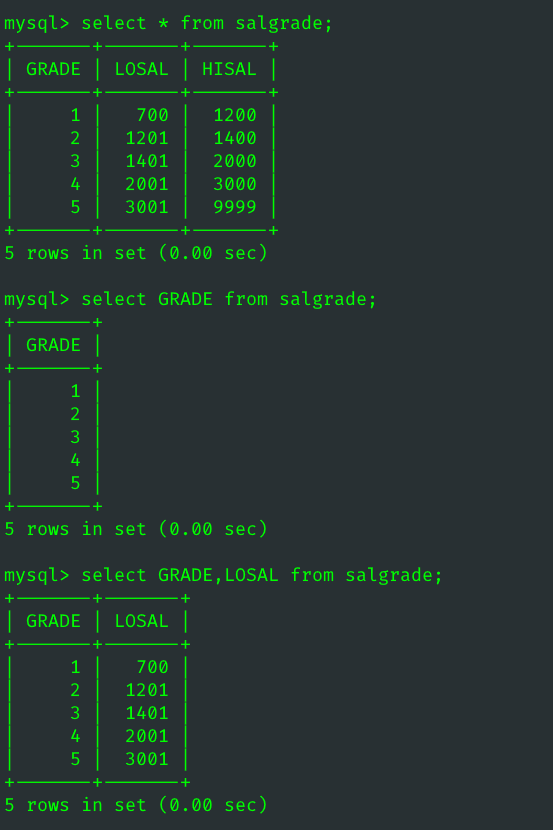 mysql> select * from salgrade;
+-------+-------+-------+
| GRADE | LOSAL | HISAL |
+-------+-------+-------+
|     1 |   700 |  1200 |
|     2 |  1201 |  1400 |
|     3 |  1401 |  2000 |
|     4 |  2001 |  3000 |
|     5 |  3001 |  9999 |
+-------+-------+-------+
5 rows in set (0.00 sec)

mysql> select GRADE from salgrade;
+-------+
| GRADE |
+-------+
|     1 |
|     2 |
|     3 |
|     4 |
|     5 |
+-------+
5 rows in set (0.00 sec)

mysql> select GRADE,LOSAL from salgrade;
+-------+-------+
| GRADE | LOSAL |
+-------+-------+
|     1 |   700 |
|     2 |  1201 |
|     3 |  1401 |
|     4 |  2001 |
|     5 |  3001 |
+-------+-------+
5 rows in set (0.00 sec)